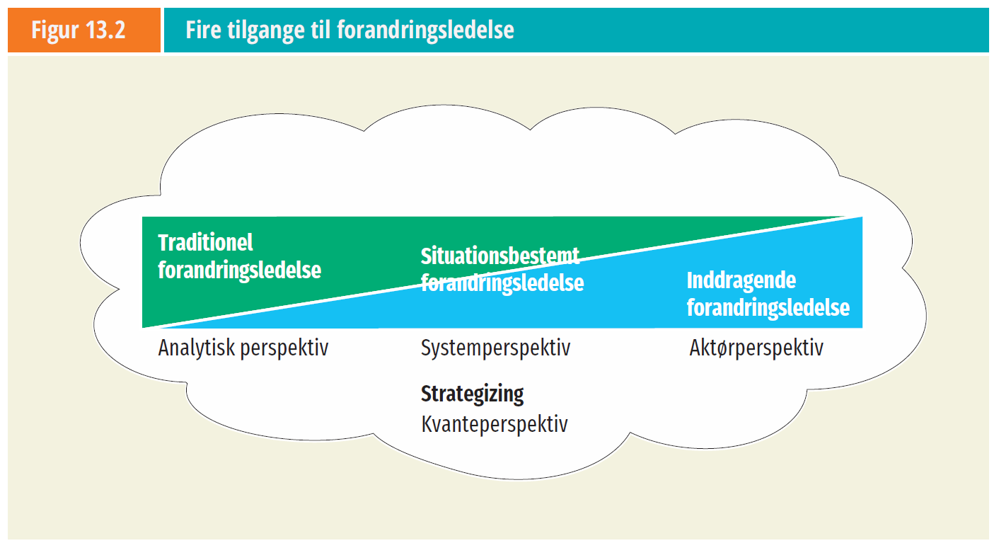 Figur 13.2
Fire tilgange til forandringsledelse
Traditionel
forandringsledelse
Situationsbestemt
forandringsledelse
Inddragende
forandringsledelse
Analytisk perspektiv
Systemperspektiv
Aktørperspektiv
Strategizing
Kvanteperspektiv